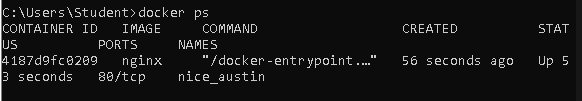 C:\Users\Student>docker ps
CONTAINER ID   IMAGE     COMMAND                  CREATED          STAT
US          PORTS     NAMES
4187d9fc0209   nginx     "/docker-entrypoint.…"   56 seconds ago   Up 5
3 seconds   80/tcp    nice_austin